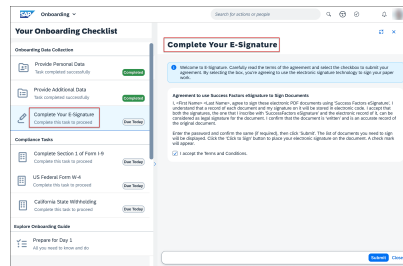 SAP
Onboarding
Search for actions or people
Your Onboarding Checklist
Onboarding Data Collection
Provide Personal Data
Task completed successfully
Completed
Provide Additional Data
Task completed successfully
Completed
Complete Your E-Signature
Complete this task to proceed
Due Today
Compliance Tasks
Complete Section 1 of Form I-9
Complete this task to proceed
Due Today
US Federal Form W-4
Complete this task to proceed
Due Today
California State Withholding
Complete this task to proceed
Due Today
Explore Onboarding Guide
Prepare for Day 1
All you need to know and do
Complete Your E-Signature
Welcome to E-Signature. Carefully read the terms of the agreement and select the checkbox to submit your
agreement. By selecting the box, you're agreeing to use the electronic signature technology to sign your paper
work.
Agreement to use Success Factors eSignature to Sign Documents
I, <First Name> <Last Name>, agree to sign these electronic PDF documents using 'Success Factors eSignature'. I
understand that a record of each document and my signature on it will be stored in electronic code. I accept that
both the signature, the one that I inscribe with 'SuccessFactors eSignature' and the electronic record of it, can be
considered as legal signature for the document. I confirm that the document is 'written' and is an accurate record of
the original document.
Enter the password and confirm the name (if required), then click 'Submit'. The list of documents you need to sign
will be displayed. Click the 'Click to Sign' button to place your electronic signature on the document. A check mark
will appear.
I accept the Terms and Conditions
Submit
Close